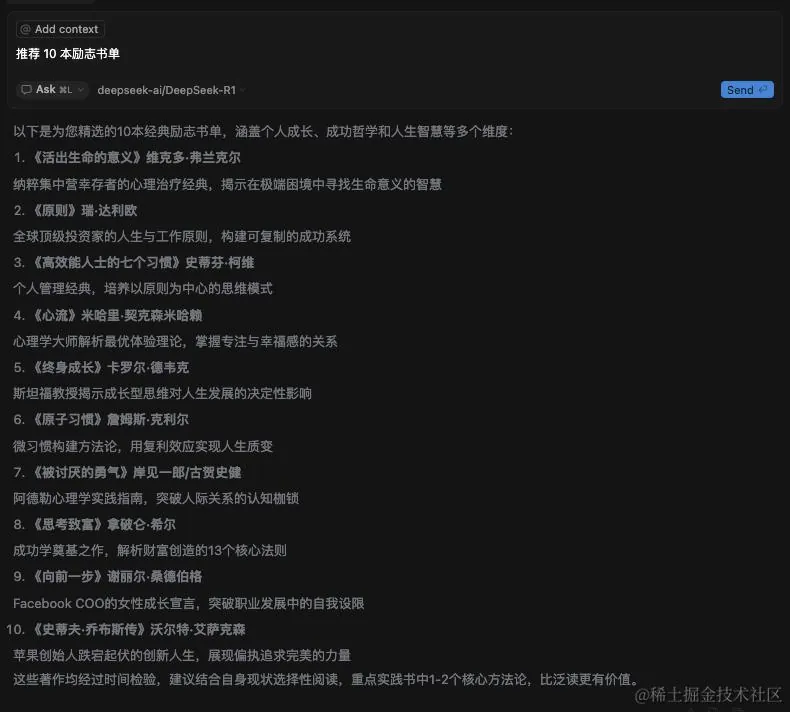 @ Add context
推荐 10 本励志书单
Ask ⌘L deepseek-ai/DeepSeek-R1 Send
以下是为您精选的10本经典励志书单，涵盖个人成长、成功哲学和人生智慧等多个维度：
1. 《活出生命的意义》维克多·弗兰克尔
纳粹集中营幸存者的心理治疗经典，揭示在极端困境中寻找生命意义的智慧
2. 《原则》瑞·达利欧
全球顶级投资家的人生与工作原则，构建可复制的成功系统
3. 《高效能人士的七个习惯》史蒂芬·柯维
个人管理经典，培养以原则为中心的思维模式
4. 《心流》米哈里·契克森米哈赖
心理学大师解析最优体验理论，掌握专注与幸福感的关系
5. 《终身成长》卡罗尔·德韦克
斯坦福教授揭示成长型思维对人生发展的决定性影响
6. 《原子习惯》詹姆斯·克利尔
微习惯构建方法论，用复利效应实现人生质变
7. 《被讨厌的勇气》岸见一郎/古贺史健
阿德勒心理学实践指南，突破人际关系的认知枷锁
8. 《思考致富》拿破仑·希尔
成功学奠基之作，解析财富创造的13个核心法则
9. 《向前一步》谢丽尔·桑德伯格
Facebook COO的女性成长宣言，突破职业发展中的自我设限
10. 《史蒂夫·乔布斯传》沃尔特·艾萨克森
苹果创始人跌宕起伏的创新人生，展现偏执追求完美的力量
这些著作均经过时间检验，建议结合自身现状选择性阅读，重点实践书中1-2个核心方法论，比泛读更有价值。
@稀土掘金技术社区